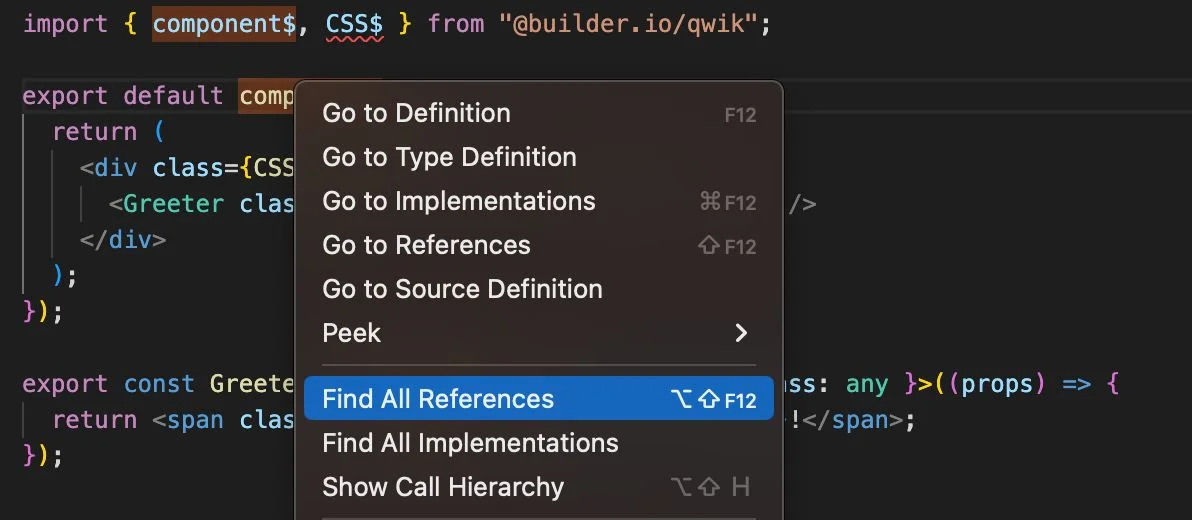 import { component$, CSS$ } from "@builder.io/qwik";
export default comp
return (
<div class={CSS
<Greeter clas />
</div>
);
});
export const Greete ss: any }>((props) => {
return <span clas !</span>;
});
Go to Definition F12
Go to Type Definition
Go to Implementations ⌘F12
Go to References ⇧F12
Go to Source Definition
Peek
Find All References ⌥⇧F12
Find All Implementations
Show Call Hierarchy ⌥⇧H